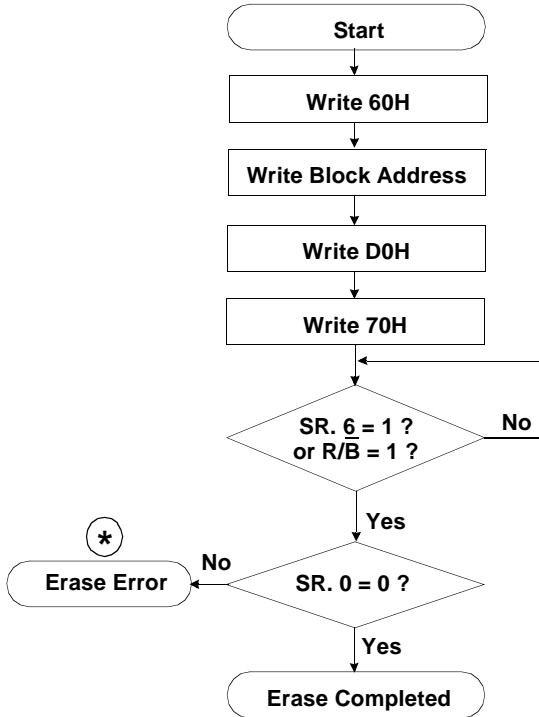 Start
Write 60H
Write Block Address
Write D0H
Write 70H
SR. 6 = 1 ?
or R/B̅ = 1 ?
No
Yes
*
No
Erase Error
SR. 0 = 0 ?
Yes
Erase Completed